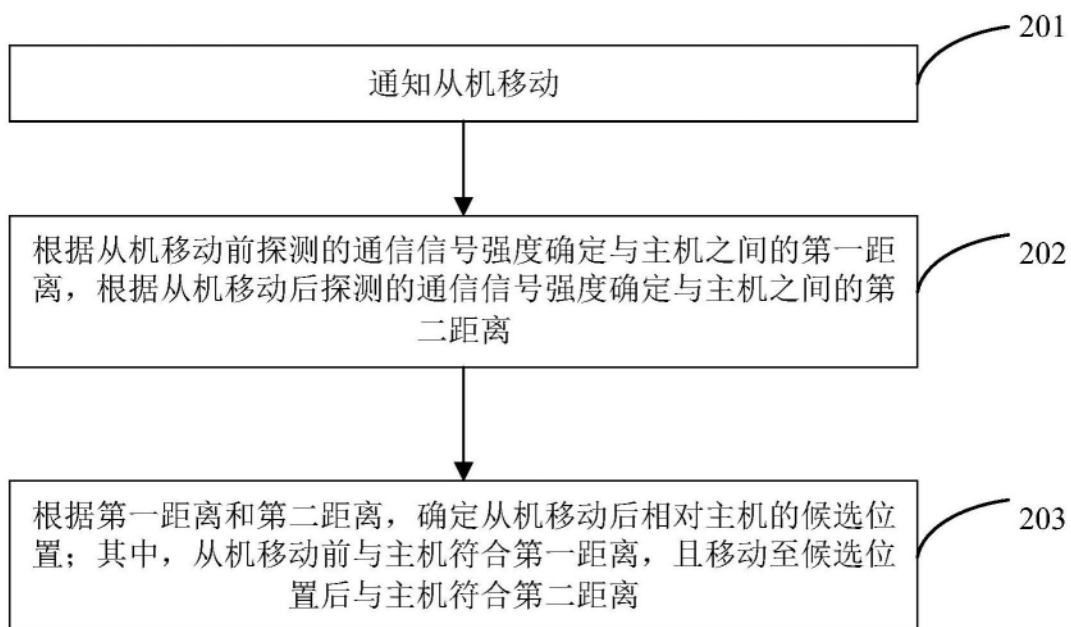 201
通知从机移动
202
根据从机移动前探测的通信信号强度确定与主机之间的第一距
离，根据从机移动后探测的通信信号强度确定与主机之间的第
二距离
203
根据第一距离和第二距离，确定从机移动后相对主机的候选位
置；其中，从机移动前与主机符合第一距离，且移动至候选位
置后与主机符合第二距离